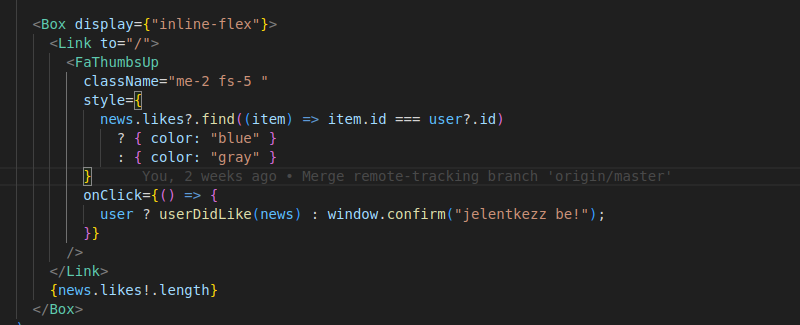 <Box display={"inline-flex"}>
<Link to="/">
<FaThumbsUp
className="me-2 fs-5 "
style={
news.likes?.find((item) => item.id === user?.id)
? { color: "blue" }
: { color: "gray" }
} You, 2 weeks ago • Merge remote-tracking branch 'origin/master'
onClick={() => {
user ? userDidLike(news) : window.confirm("jelentkezz be!");
}}
/>
</Link>
{news.likes!.length}
</Box>